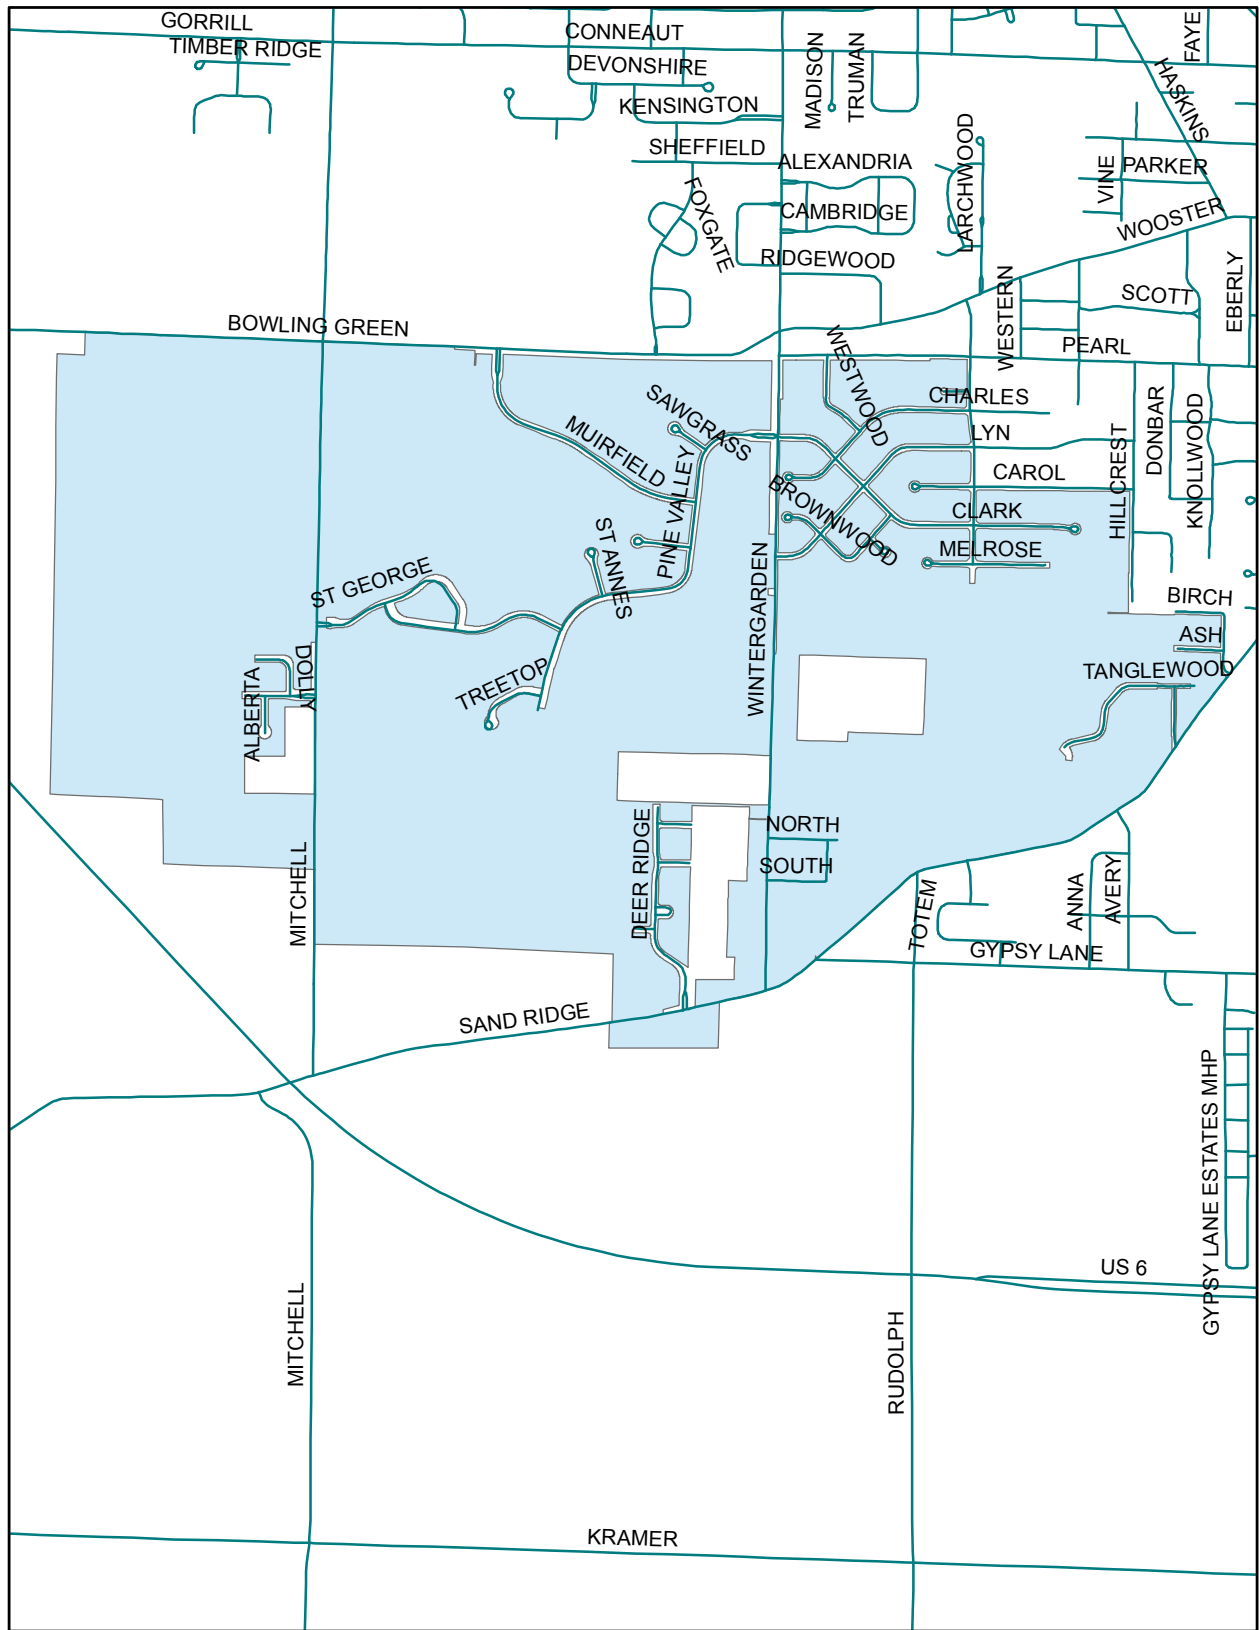 GORRILL
TIMBER RIDGE
CONNEAUT
DEVONSHIRE
KENSINGTON
SHEFFIELD
MADISON
TRUMAN
FAYE
HASKINS
ALEXANDRIA
CAMBRIDGE
RIDGEWOOD
LARCHWOOD
VINE
PARKER
WOOSTER
FOXGATE
WESTERN
SCOTT
EBERLY
BOWLING GREEN
PEARL
WESTWOOD
CHARLES
SAWGRASS
MUIRFIELD
LYN
DONBAR
KNOLLWOOD
HILLCREST
PINE VALLEY
CAROL
BROWNWOOD
CLARK
MELROSE
ST ANNES
ST GEORGE
WINTERGARDEN
BIRCH
ASH
TANGLEWOOD
DOLLY
ALBERTA
TREETOP
MITCHELL
DEER RIDGE
NORTH
SOUTH
TOTEM
ANNA
AVERY
GYPSY LANE
SAND RIDGE
GYPSY LANE ESTATES MHP
US 6
MITCHELL
RUDOLPH
KRAMER